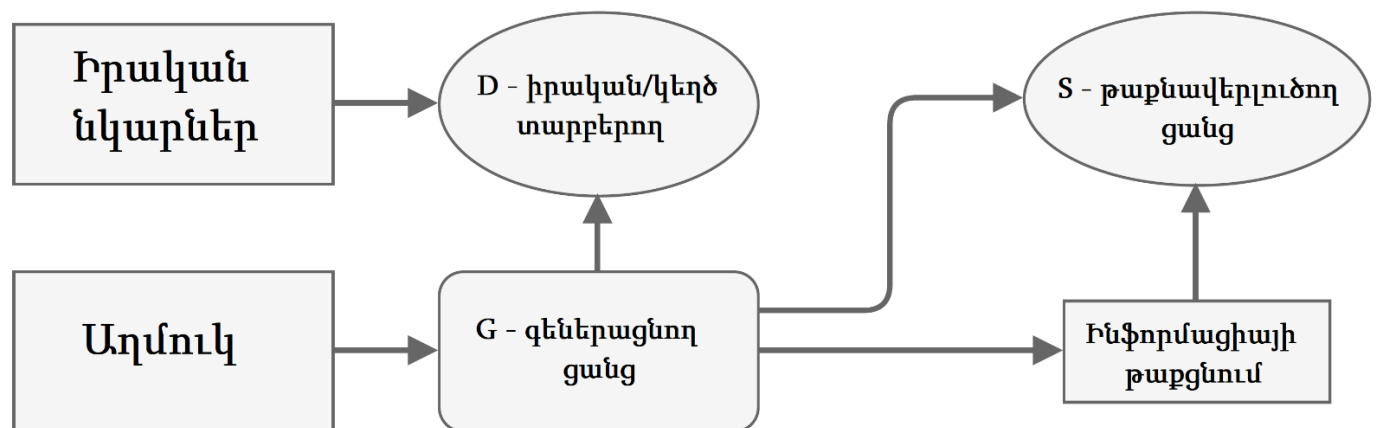 Իրական
նկարներ
D - իրական/կեղծ
տարբերող
S - թաքնավերլուծող
ցանց
Աղմուկ
G - գեներացնող
ցանց
Ինֆորմացիայի
թաքցնում